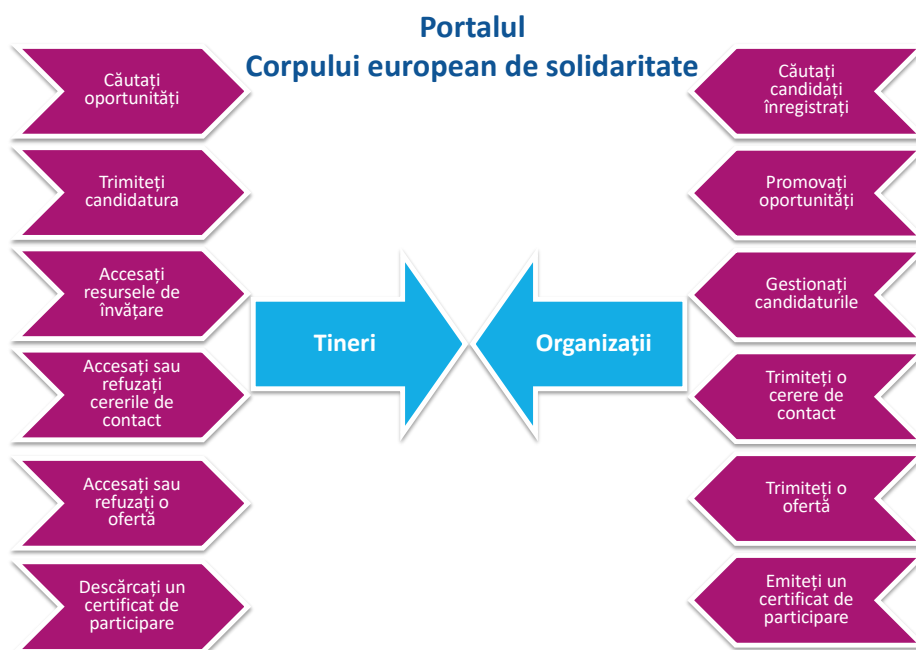 Portalul
Corpului european de solidaritate
Căutați
oportunități
Trimiteți
candidatura
Accesați
resursele de
învățare
Accesați sau
refuzați
cererile de
contact
Accesați sau
refuzați o
ofertă
Descărcați un
certificat de
participare
Tineri
Organizații
Căutați
candidați
înregistrați
Promovați
oportunități
Gestionați
candidaturile
Trimiteți o
cerere de
contact
Trimiteți o
ofertă
Emiteți un
certificat de
participare